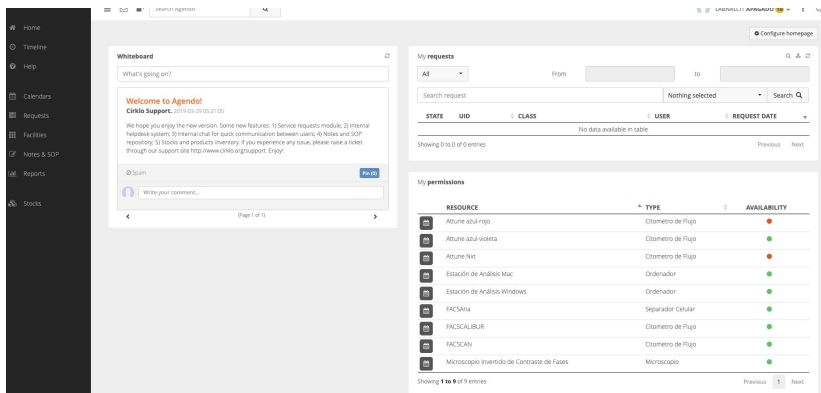 Search Agendo
LABNALCIT APAGADO 16
Home
Timeline
Help
Calendars
Requests
Facilities
Notes & SOP
Reports
Stocks
Configure homepage
Whiteboard
What's going on?
Welcome to Agendo!
Cirklo Support. 2019-03-29 05:21:05
We hope you enjoy the new version. Some new features: 1) Service requests module; 2) Internal
helpdesk system; 3) Internal chat for quick communication between users; 4) Notes and SOP
repository; 5) Stocks and products inventory. If you experience any issue, please raise a ticket
through our support site http://www.cirklo.org/support. Enjoy!
Spam
Pin (0)
Write your comment...
(Page 1 of 1)
My requests
All From to
Search request Nothing selected Search
STATE UID CLASS USER REQUEST DATE
No data available in table
Showing 0 to 0 of 0 entries Previous Next
My permissions
RESOURCE TYPE AVAILABILITY
Attune azul-rojo Citometro de Flujo
Attune azul-violeta Citometro de Flujo
Attune Nxt Citometro de Flujo
Estación de Análisis Mac Ordenador
Estación de Análisis Windows Ordenador
FACSAria Separador Celular
FACSCALIBUR Citometro de Flujo
FACSCAN Citometro de Flujo
Microscopio Invertido de Contraste de Fases Microscopio
Showing 1 to 9 of 9 entries Previous 1 Next